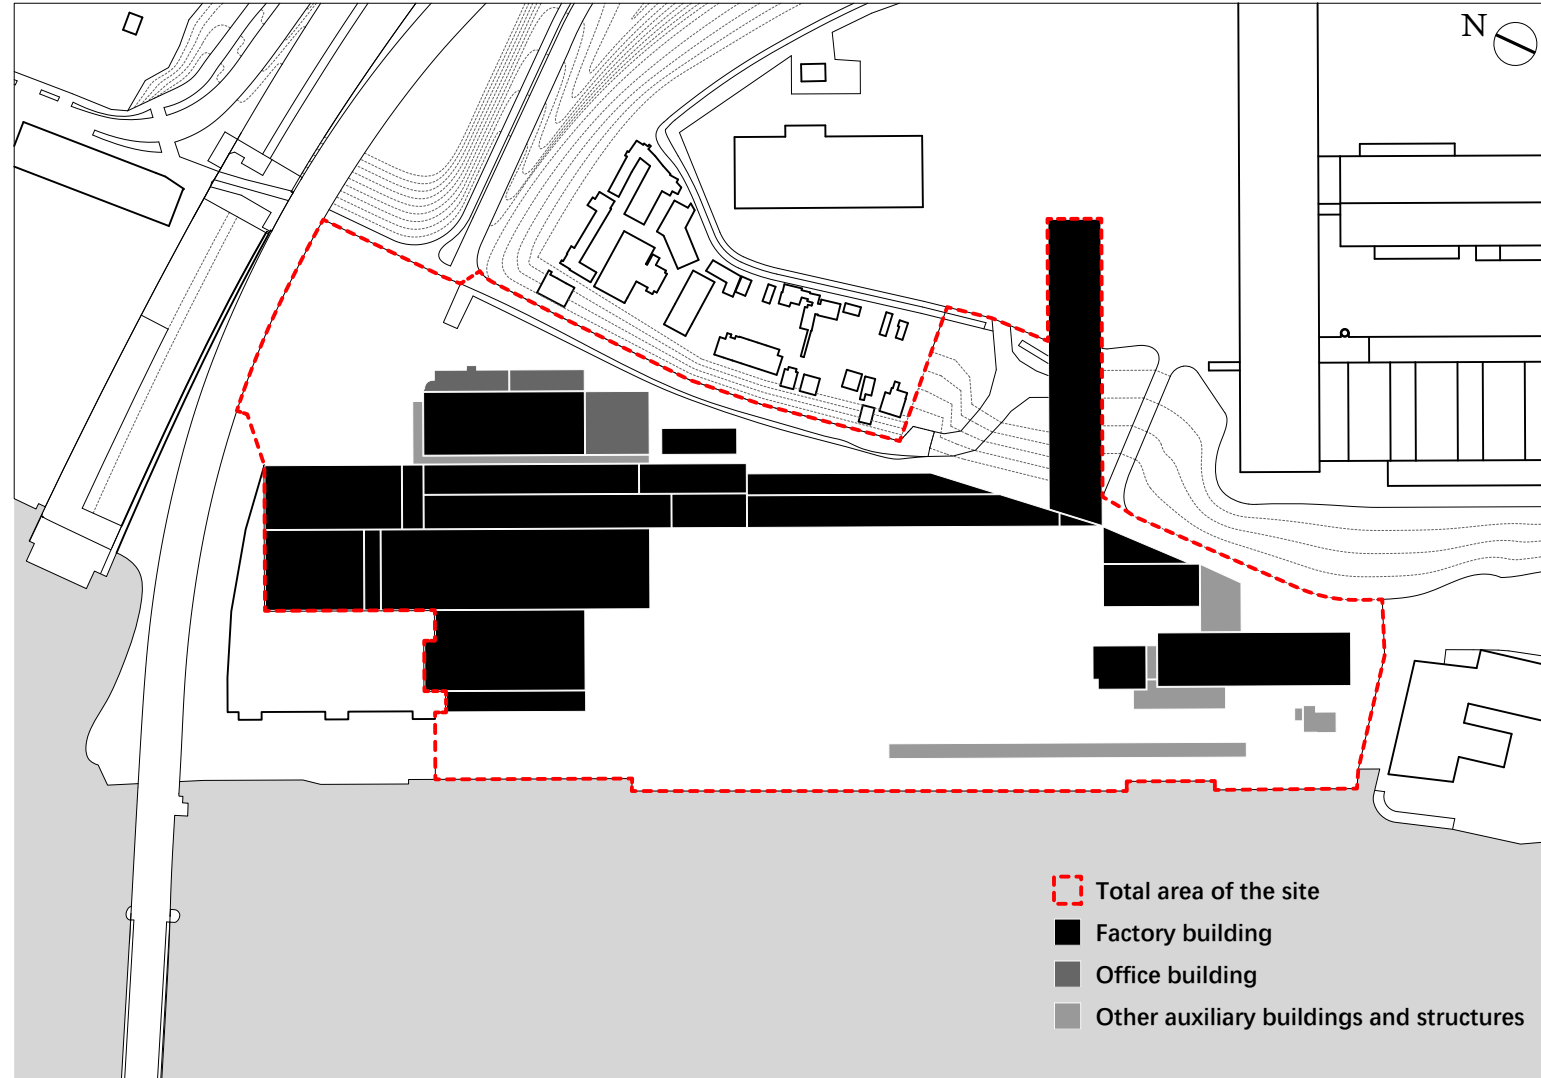 N
Total area of the site
Factory building
Office building
Other auxiliary buildings and structures